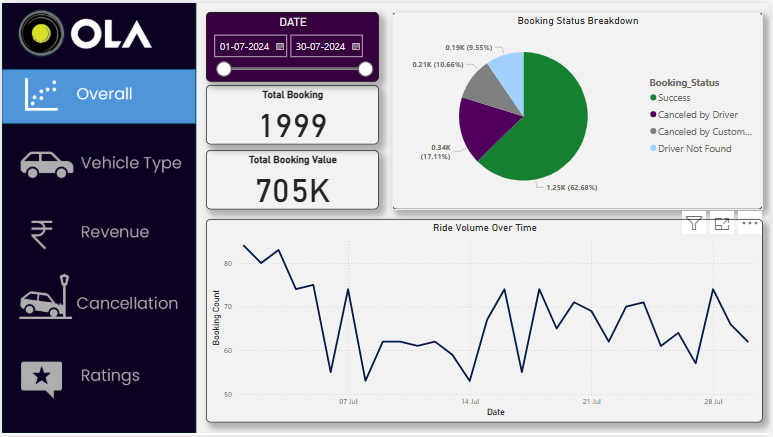 OLA
Overall
Vehicle Type
Revenue
Cancellation
Ratings
DATE
01-07-2024 30-07-2024
Total Booking
1999
Total Booking Value
705K
Booking Status Breakdown
0.19K (9.55%)
0.21K (10.66%)
0.34K
(17.11%)
1.25K (62.68%)
Booking_Status
Success
Canceled by Driver
Canceled by Custom...
Driver Not Found
Ride Volume Over Time
Booking Count
80
70
60
50
07 Jul 14 Jul 21 Jul 28 Jul
Date